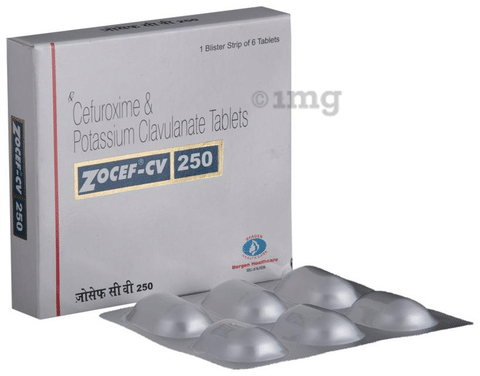 1 Blister Strip of 6 Tablets
℞
Cefuroxime &
Potassium Clavulanate Tablets
ZOCEF®-CV 250
©1mg
Bergen Healthcare
ज़ोसेफ सी वी 250
ZOCEF®-CV 250